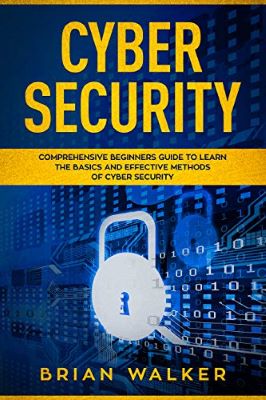 CYBER
SECURITY
COMPREHENSIVE BEGINNERS GUIDE TO LEARN
THE BASICS AND EFFECTIVE METHODS
OF CYBER SECURITY
BRIAN WALKER